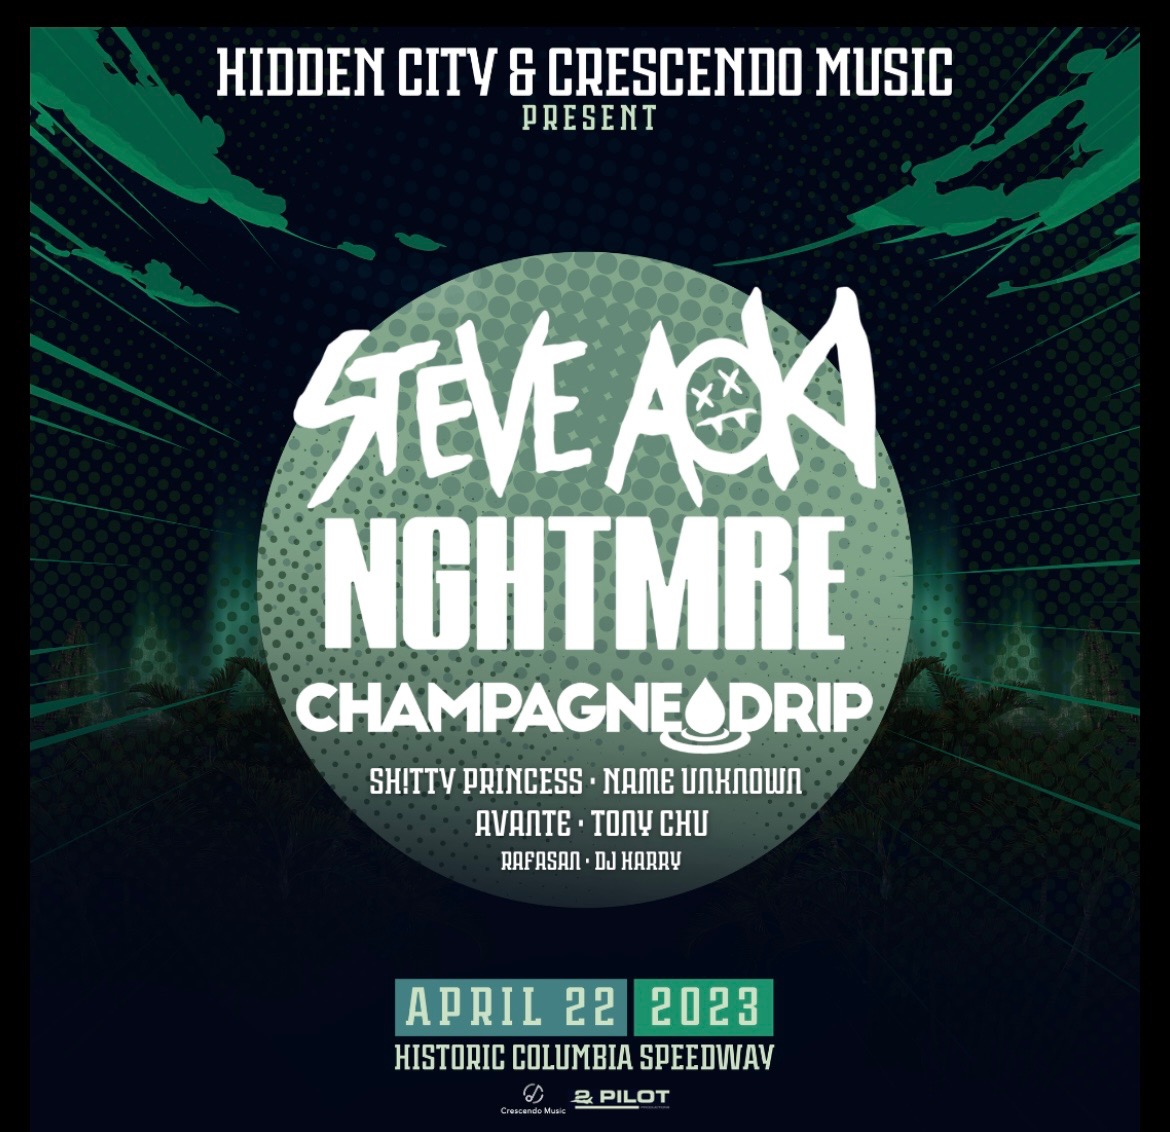 HIDDEN CITY & CRESCENDO MUSIC
PRESENT
STEVE AOKI
NGHTMRE
CHAMPAGNE DRIP
SH!TTY PRINCESS · NAME UNKNOWN
AVANTE · TONY CHU
RAFASAN · DJ HARRY
APRIL 22 2023
HISTORIC COLUMBIA SPEEDWAY
Crescendo Music
2 PILOT